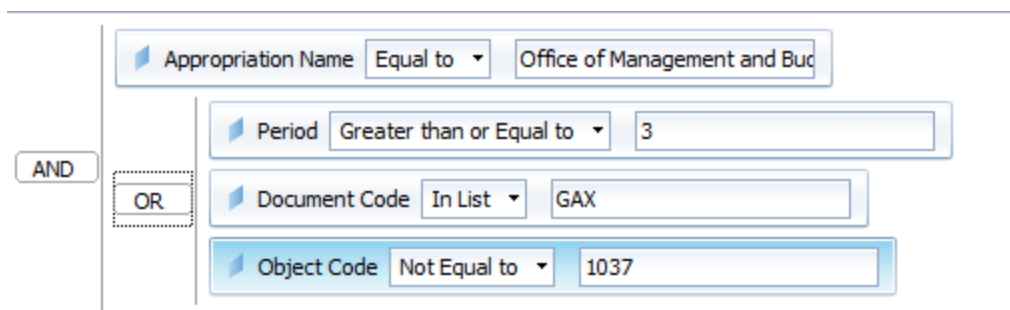 Appropriation Name Equal to Office of Management and Bud
Period Greater than or Equal to 3
AND
OR Document Code In List GAX
Object Code Not Equal to 1037